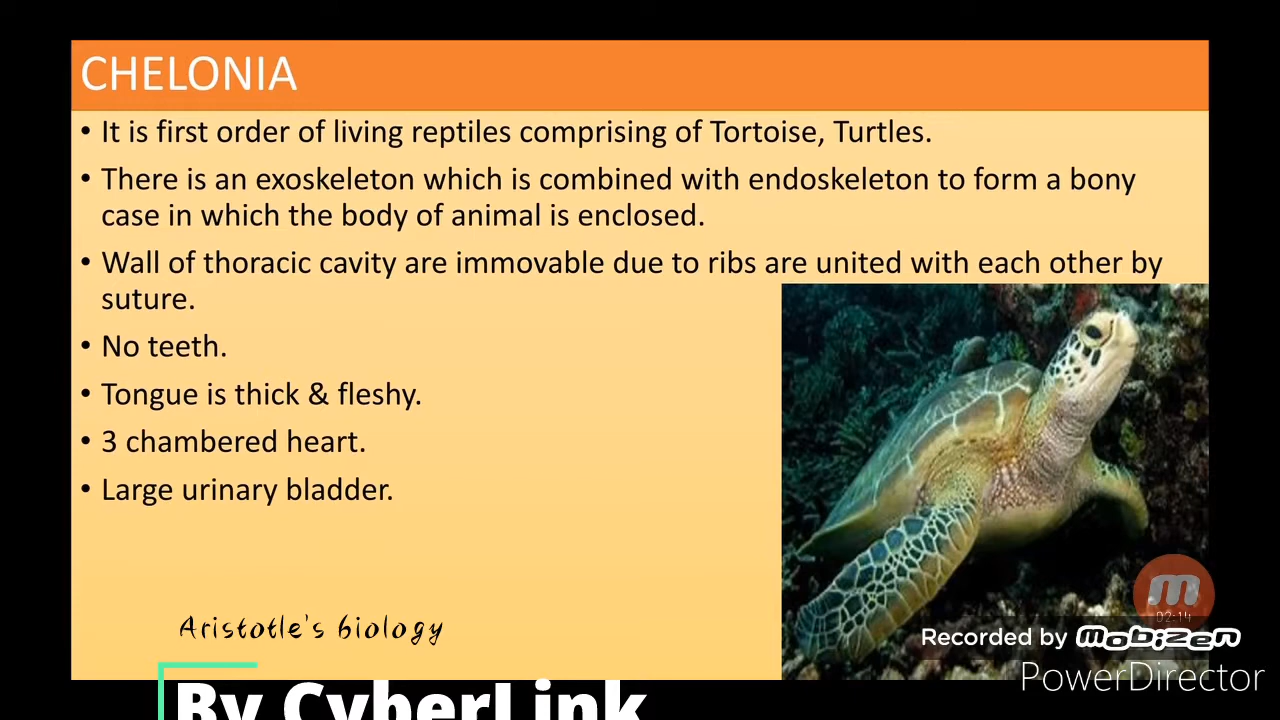 CHELONIA
• It is first order of living reptiles comprising of Tortoise, Turtles.
• There is an exoskeleton which is combined with endoskeleton to form a bony
case in which the body of animal is enclosed.
• Wall of thoracic cavity are immovable due to ribs are united with each other by
suture.
• No teeth.
• Tongue is thick & fleshy.
• 3 chambered heart.
• Large urinary bladder.
Aristotle's biology
02:14
Recorded by Mobizen
PowerDirector
By CyberLink